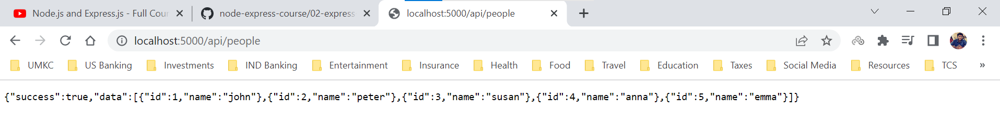 Node.js and Express.js - Full Cour node-express-course/02-express localhost:5000/api/people
localhost:5000/api/people
UMKC US Banking Investments IND Banking Entertainment Insurance Health Food Travel Education Taxes Social Media Resources TCS »
{"success":true,"data":[{"id":1,"name":"john"},{"id":2,"name":"peter"},{"id":3,"name":"susan"},{"id":4,"name":"anna"},{"id":5,"name":"emma"}]}